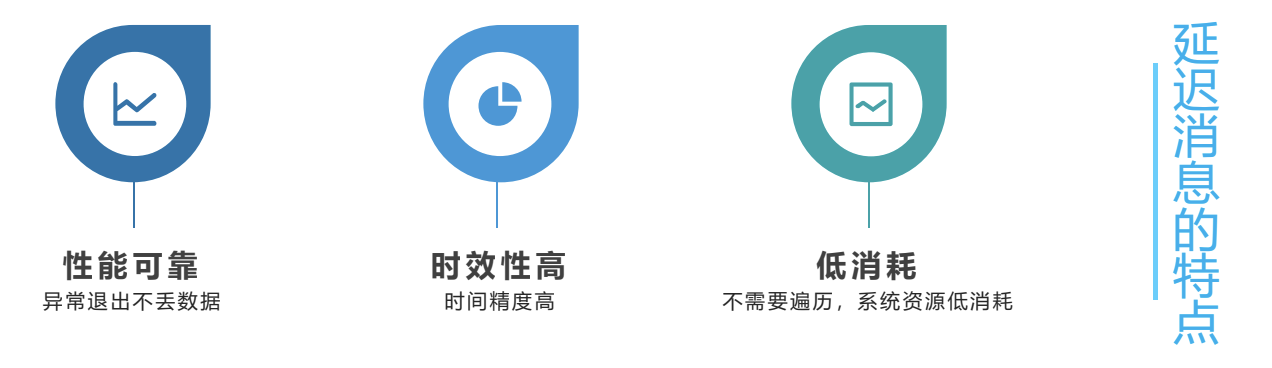 性能可靠
异常退出不丢数据
时效性高
时间精度高
低消耗
不需要遍历，系统资源低消耗
延迟消息的特点